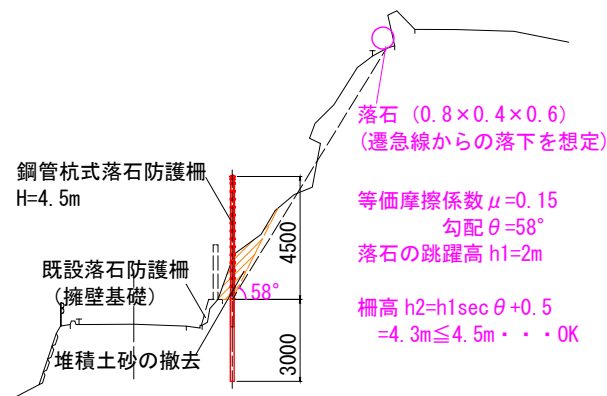 落石（0.8×0.4×0.6）
(遷急線からの落下を想定)
鋼管杭式落石防護柵
H=4.5m
等価摩擦係数μ=0.15
勾配θ=58°
落石の跳躍高 h1=2m
4500
既設落石防護柵
（擁壁基礎）
58°
柵高 h2=h1secθ+0.5
=4.3m≦4.5m・・・OK
堆積土砂の撤去
3000